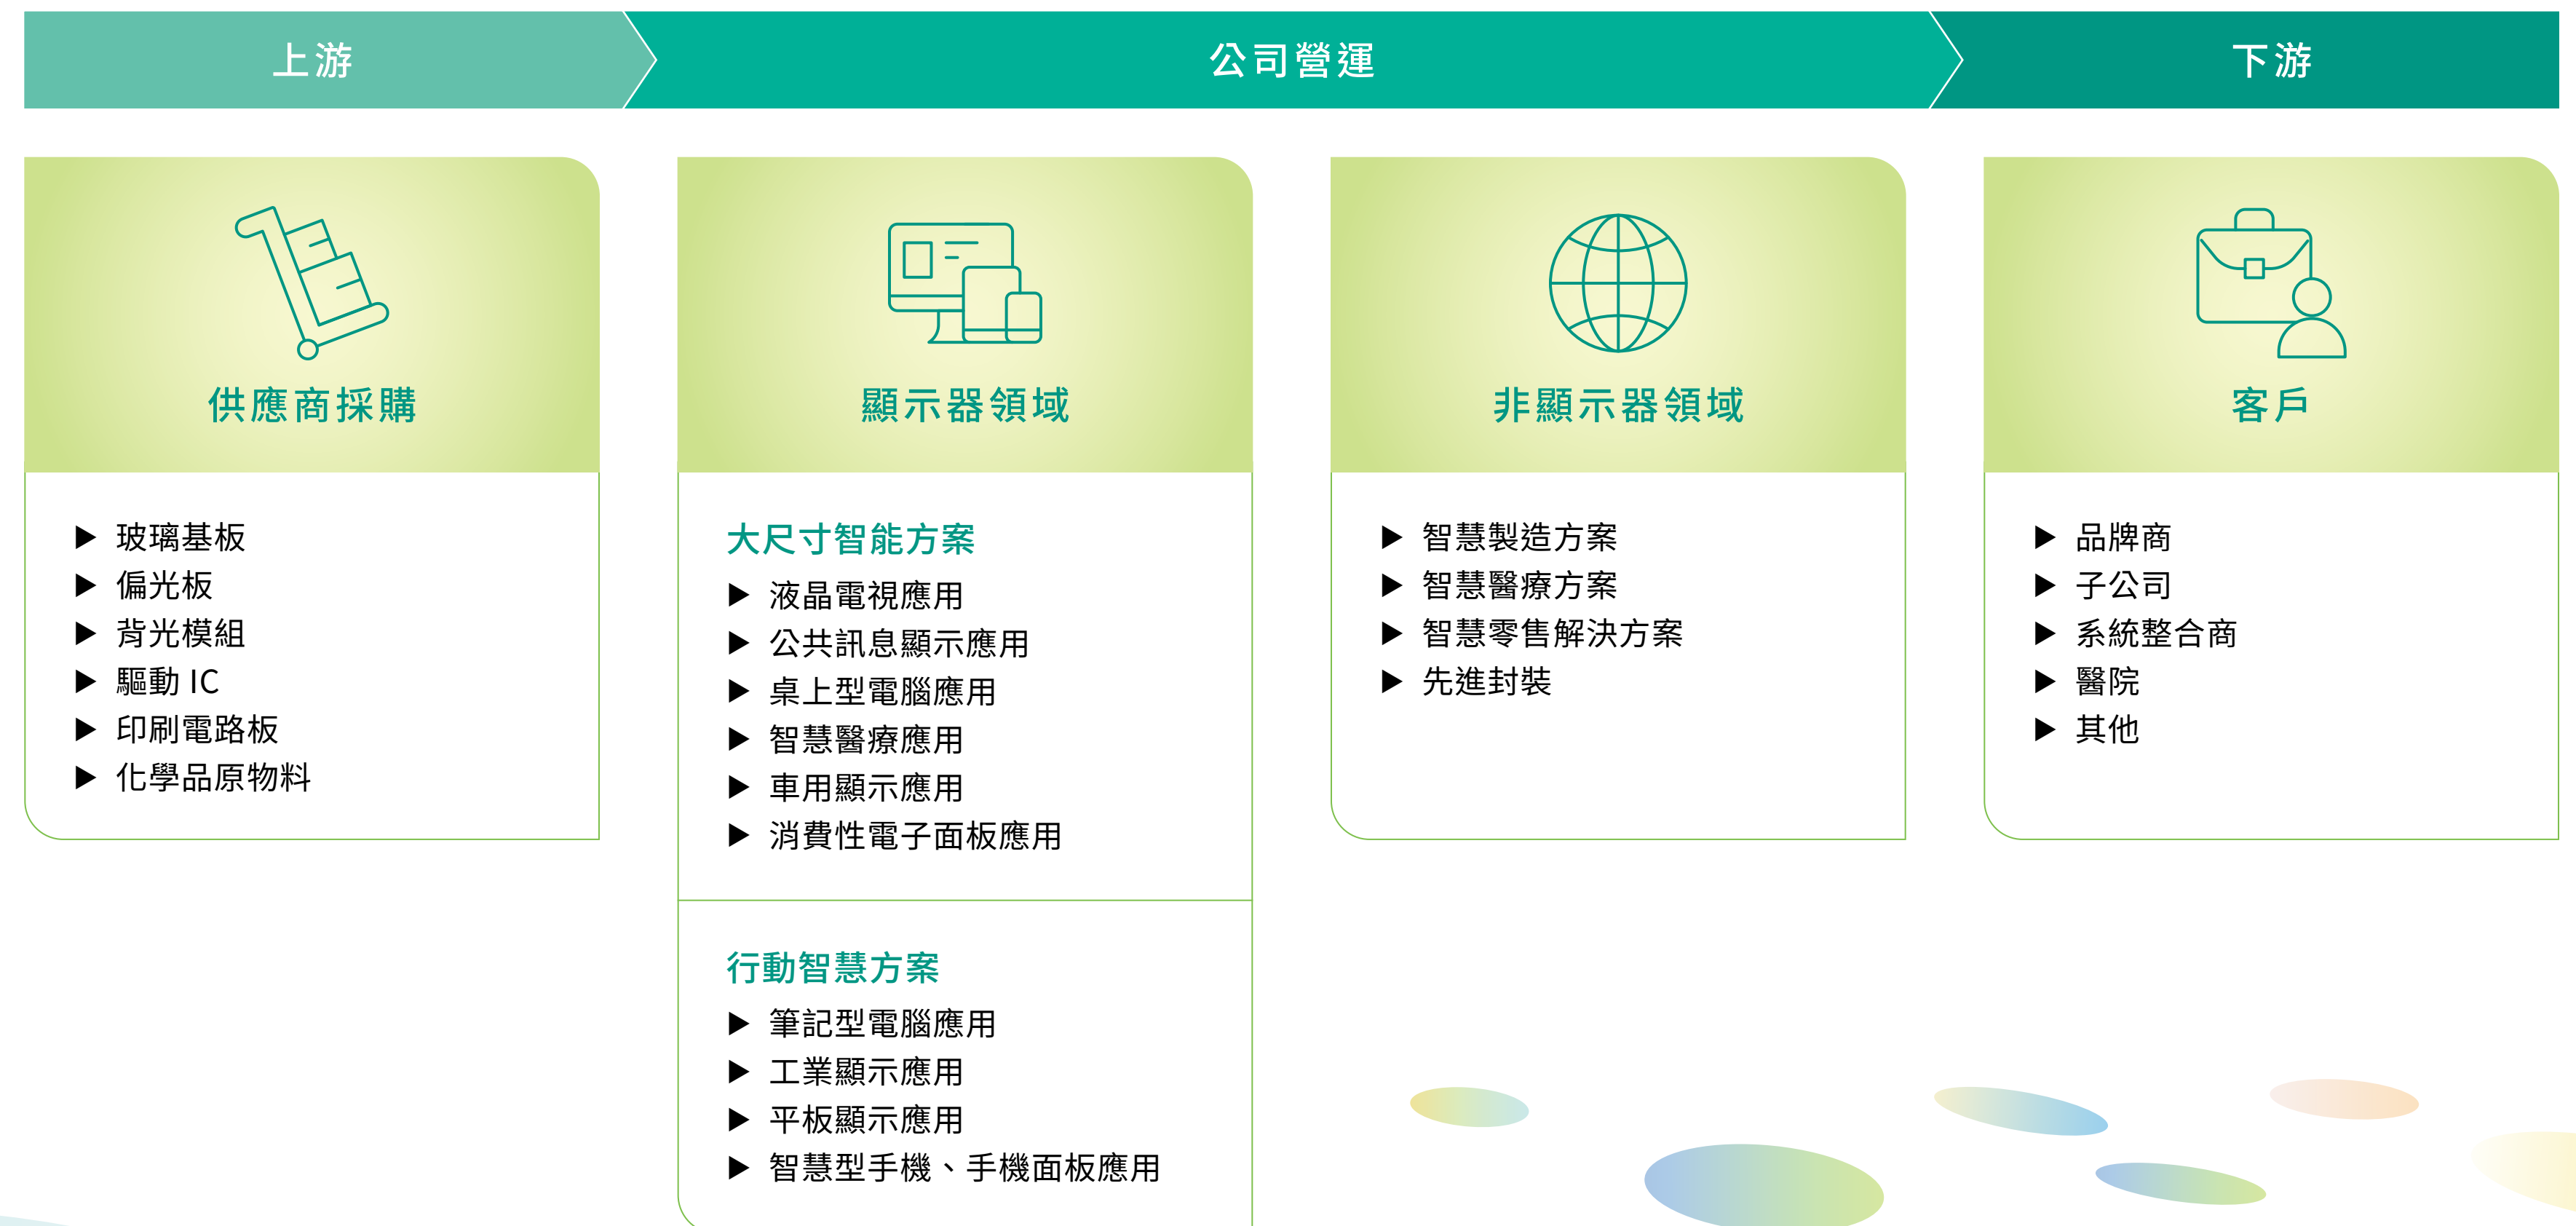 上游
公司營運
下游
供應商採購
▶ 玻璃基板
▶ 偏光板
▶ 背光模組
▶ 驅動 IC
▶ 印刷電路板
▶ 化學品原物料
顯示器領域
大尺寸智能方案
▶ 液晶電視應用
▶ 公共訊息顯示應用
▶ 桌上型電腦應用
▶ 智慧醫療應用
▶ 車用顯示應用
▶ 消費性電子面板應用
行動智慧方案
▶ 筆記型電腦應用
▶ 工業顯示應用
▶ 平板顯示應用
▶ 智慧型手機、手機面板應用
非顯示器領域
▶ 智慧製造方案
▶ 智慧醫療方案
▶ 智慧零售解決方案
▶ 先進封裝
客戶
▶ 品牌商
▶ 子公司
▶ 系統整合商
▶ 醫院
▶ 其他